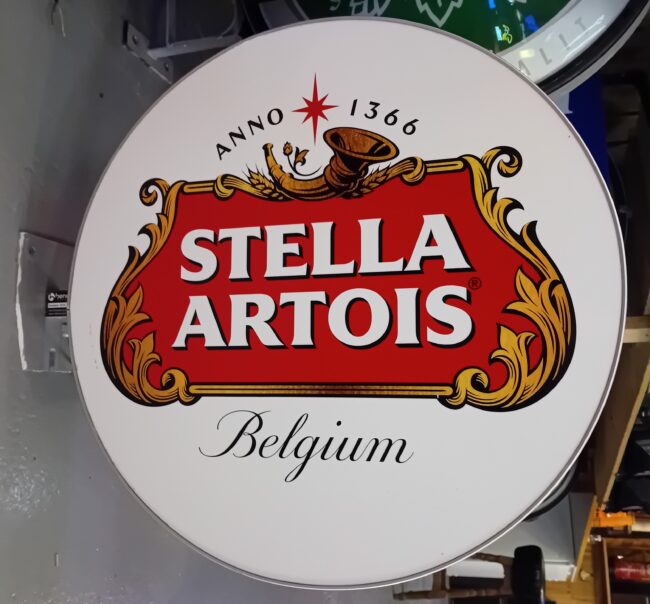 ANNO 1366
STELLA
ARTOIS®
Belgium